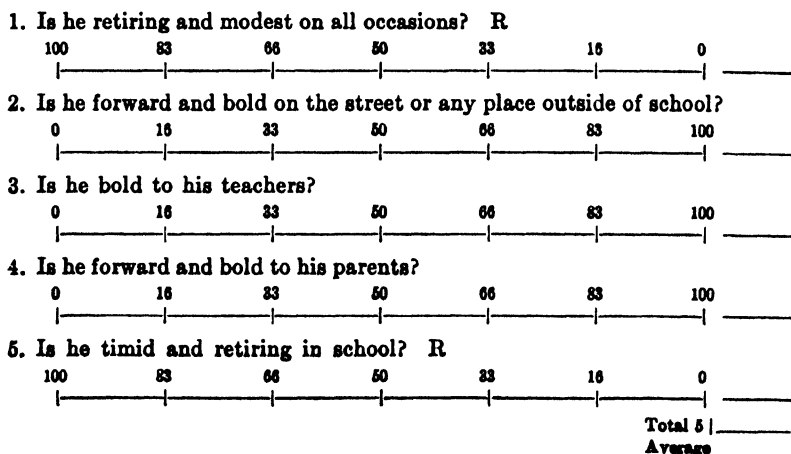 1. Is he retiring and modest on all occasions? R
100 83 66 50 33 16 0
2. Is he forward and bold on the street or any place outside of school?
0 16 33 50 66 83 100
3. Is he bold to his teachers?
0 16 33 50 66 83 100
4. Is he forward and bold to his parents?
0 16 33 50 66 83 100
5. Is he timid and retiring in school? R
100 83 66 50 33 16 0
Total 5 |
Average